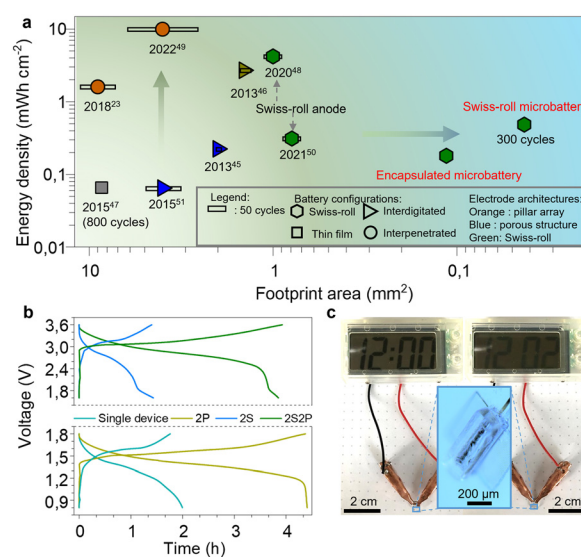 a
Energy density (mWh cm⁻²)
10
1
0,1
0,01
2022⁴⁹
2018²³
2013⁴⁶
2020⁴⁸
Swiss-roll anode
2013⁴⁵
2021⁵⁰
2015⁴⁷
(800 cycles)
2015⁵¹
Swiss-roll microbattery
300 cycles
Encapsulated microbattery
Legend:
: 50 cycles
Battery configurations:
Swiss-roll
Interdigitated
Thin film
Interpenetrated
Electrode architectures:
Orange : pillar array
Blue : porous structure
Green: Swiss-roll
10
1
0,1
Footprint area (mm²)
b
Voltage (V)
3,6
3,0
2,4
1,8
Single device
2P
2S
2S2P
1,8
1,5
1,2
0,9
0
1
2
3
4
Time (h)
c
12:00
12:02
2 cm
200 µm
2 cm